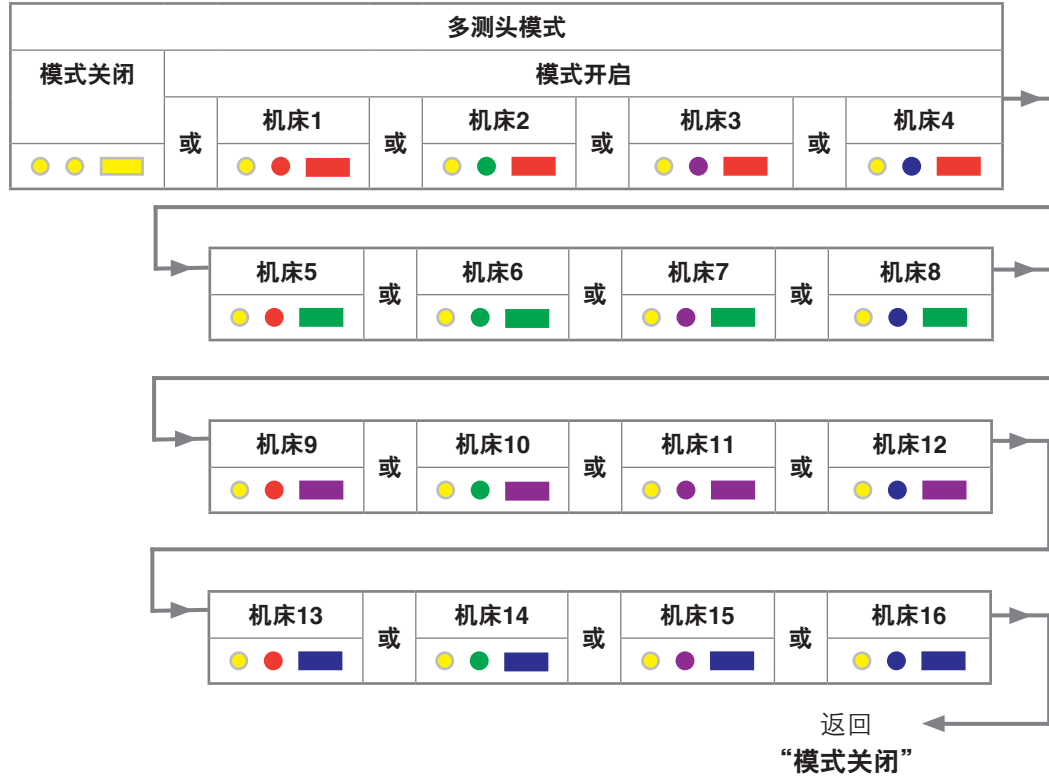 多测头模式
模式关闭
模式开启
或 机床1 或 机床2 或 机床3 或 机床4
机床5 或 机床6 或 机床7 或 机床8
机床9 或 机床10 或 机床11 或 机床12
机床13 或 机床14 或 机床15 或 机床16
返回
“模式关闭”